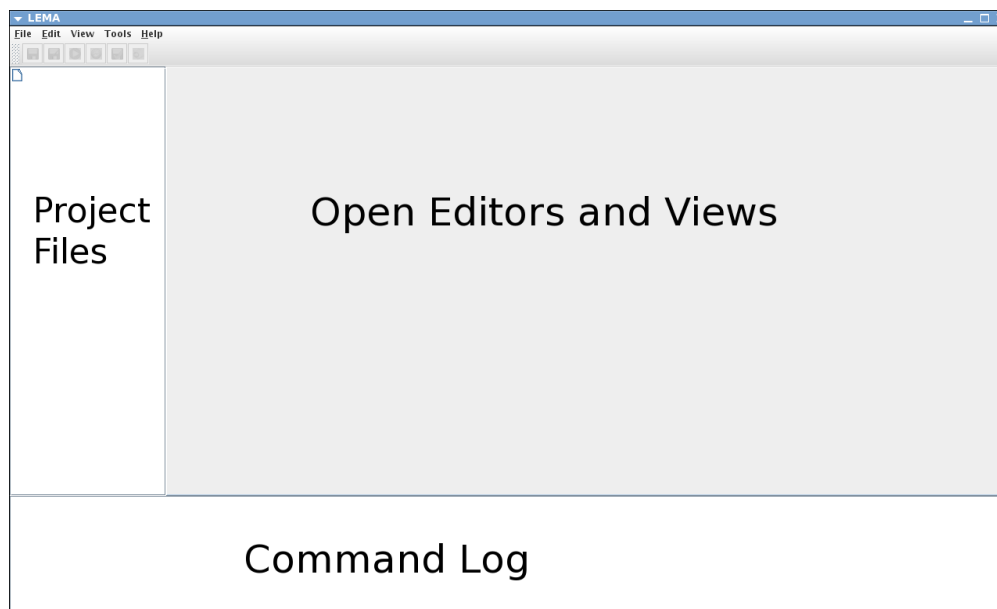 LEMA
File Edit View Tools Help
Project
Files
Open Editors and Views
Command Log